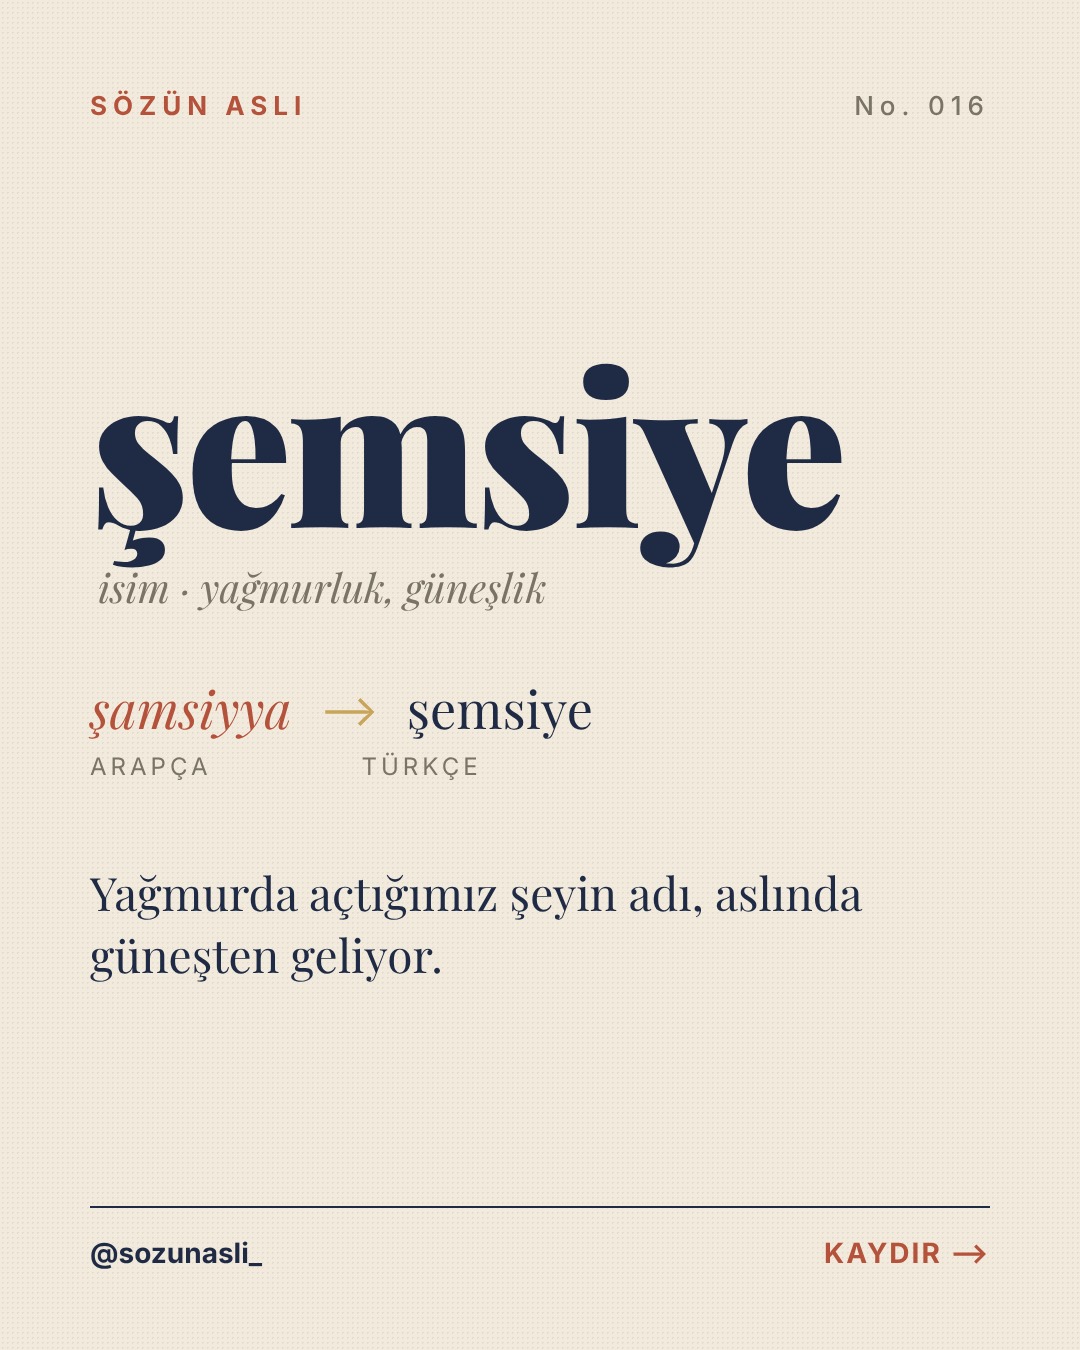 SÖZÜN ASLI
No. 016
şemsiye
isim · yağmurluk, güneşlik
şamsiyya → şemsiye
ARAPÇA TÜRKÇE
Yağmurda açtığımız şeyin adı, aslında
güneşten geliyor.
@sozunasli_
KAYDIR →